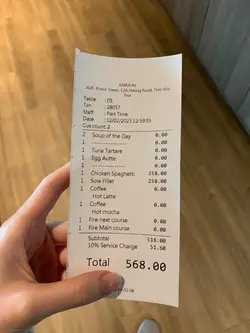 Table : 05
Tran : 28057
Staff : Part Time
Date : 12/02/2023 12:59:55
Cus count: 2
2 Soup of the Day 0.00
1 ---------------- 0.00
1 Tuna Tartare 0.00
1 Egg Autte 0.00
1 ---------------- 0.00
1 Chicken Spaghetti 258.00
1 Sole Fillet 258.00
1 Coffee 0.00
Hot Latte
1 Coffee 0.00
Hot mocha
1 Fire next course 0.00
1 Fire Main course 0.00
Subtotal 516.00
10% Service Charge 51.60
Total 568.00